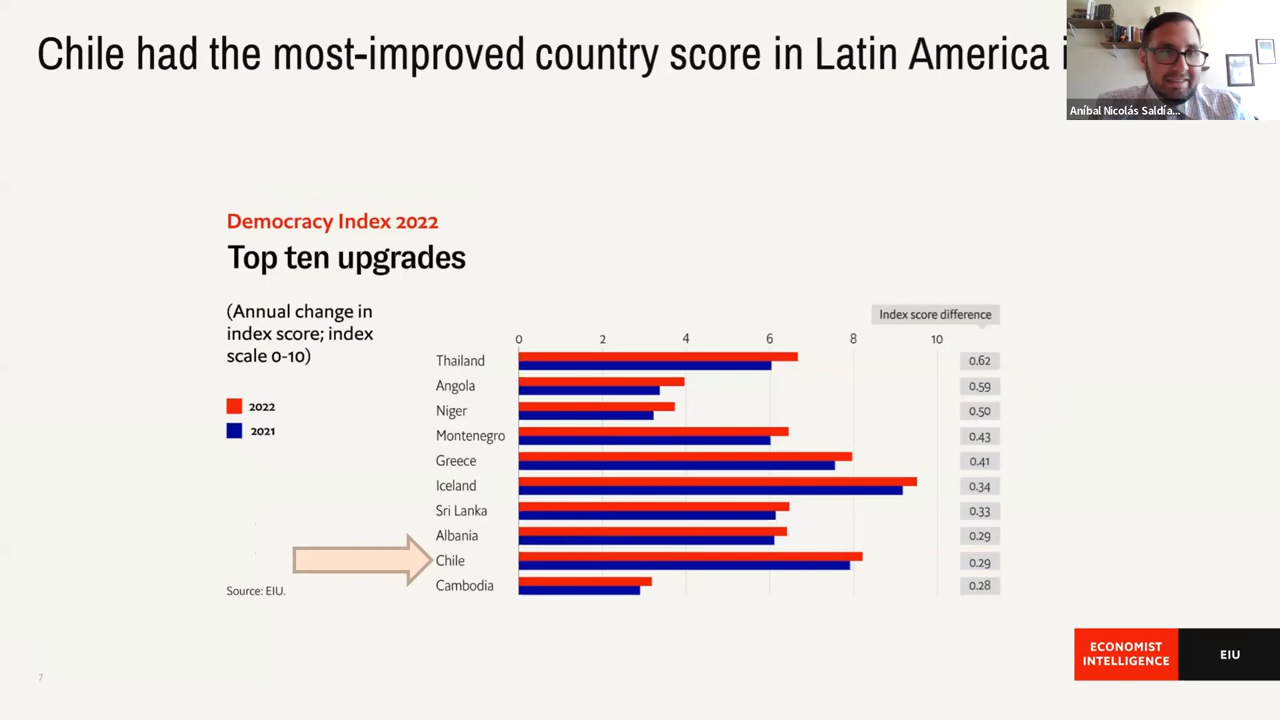 Chile had the most-improved country score in Latin America
Aníbal Nicolás Saldía...
Democracy Index 2022
Top ten upgrades
(Annual change in
index score; index
scale 0-10)
2022
2021
Index score difference
0 2 4 6 8 10
Thailand 0.62
Angola 0.59
Niger 0.50
Montenegro 0.43
Greece 0.41
Iceland 0.34
Sri Lanka 0.33
Albania 0.29
Chile 0.29
Cambodia 0.28
Source: EIU.
ECONOMIST
INTELLIGENCE
EIU
7